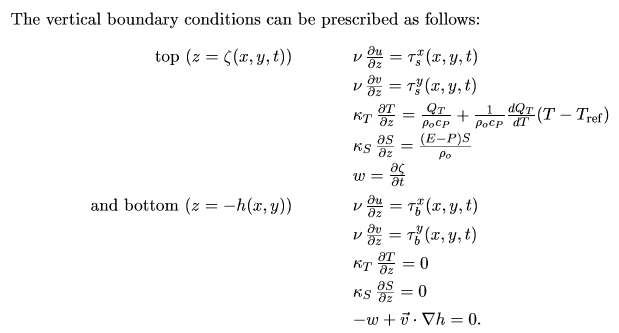 The vertical boundary conditions can be prescribed as follows:
top (z = ζ(x, y, t)) ν ∂u/∂z = τ_s^x(x, y, t)
ν ∂v/∂z = τ_s^y(x, y, t)
κ_T ∂T/∂z = Q_T/(ρ_o c_P) + 1/(ρ_o c_P) dQ_T/dT (T − T_ref)
κ_S ∂S/∂z = (E−P)S/ρ_o
w = ∂ζ/∂t
and bottom (z = −h(x, y)) ν ∂u/∂z = τ_b^x(x, y, t)
ν ∂v/∂z = τ_b^y(x, y, t)
κ_T ∂T/∂z = 0
κ_S ∂S/∂z = 0
−w + v⃗ · ∇h = 0.